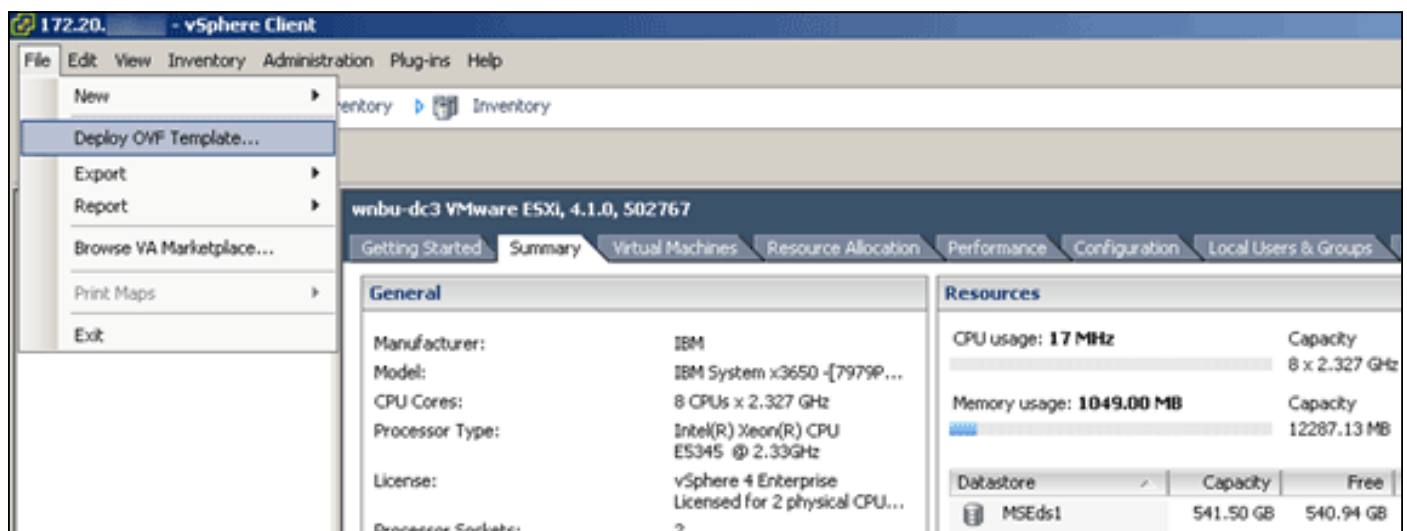 172.20. - vSphere Client
File Edit View Inventory Administration Plug-ins Help
New
Inventory
Deploy OVF Template...
Export
Report
Browse VA Marketplace...
Print Maps
Exit
wnbu-dc3 VMware ESXi, 4.1.0, 502767
Getting Started Summary Virtual Machines Resource Allocation Performance Configuration Local Users & Groups
General
Manufacturer: IBM
Model: IBM System x3650 -[7979P...
CPU Cores: 8 CPUs x 2.327 GHz
Processor Type: Intel(R) Xeon(R) CPU
E5345 @ 2.33GHz
License: vSphere 4 Enterprise
Licensed for 2 physical CPU...
Processor Sockets: 2
Resources
CPU usage: 17 MHz Capacity
8 x 2.327 GHz
Memory usage: 1049.00 MB Capacity
12287.13 MB
Datastore Capacity Free
MSEds1 541.50 GB 540.94 GB